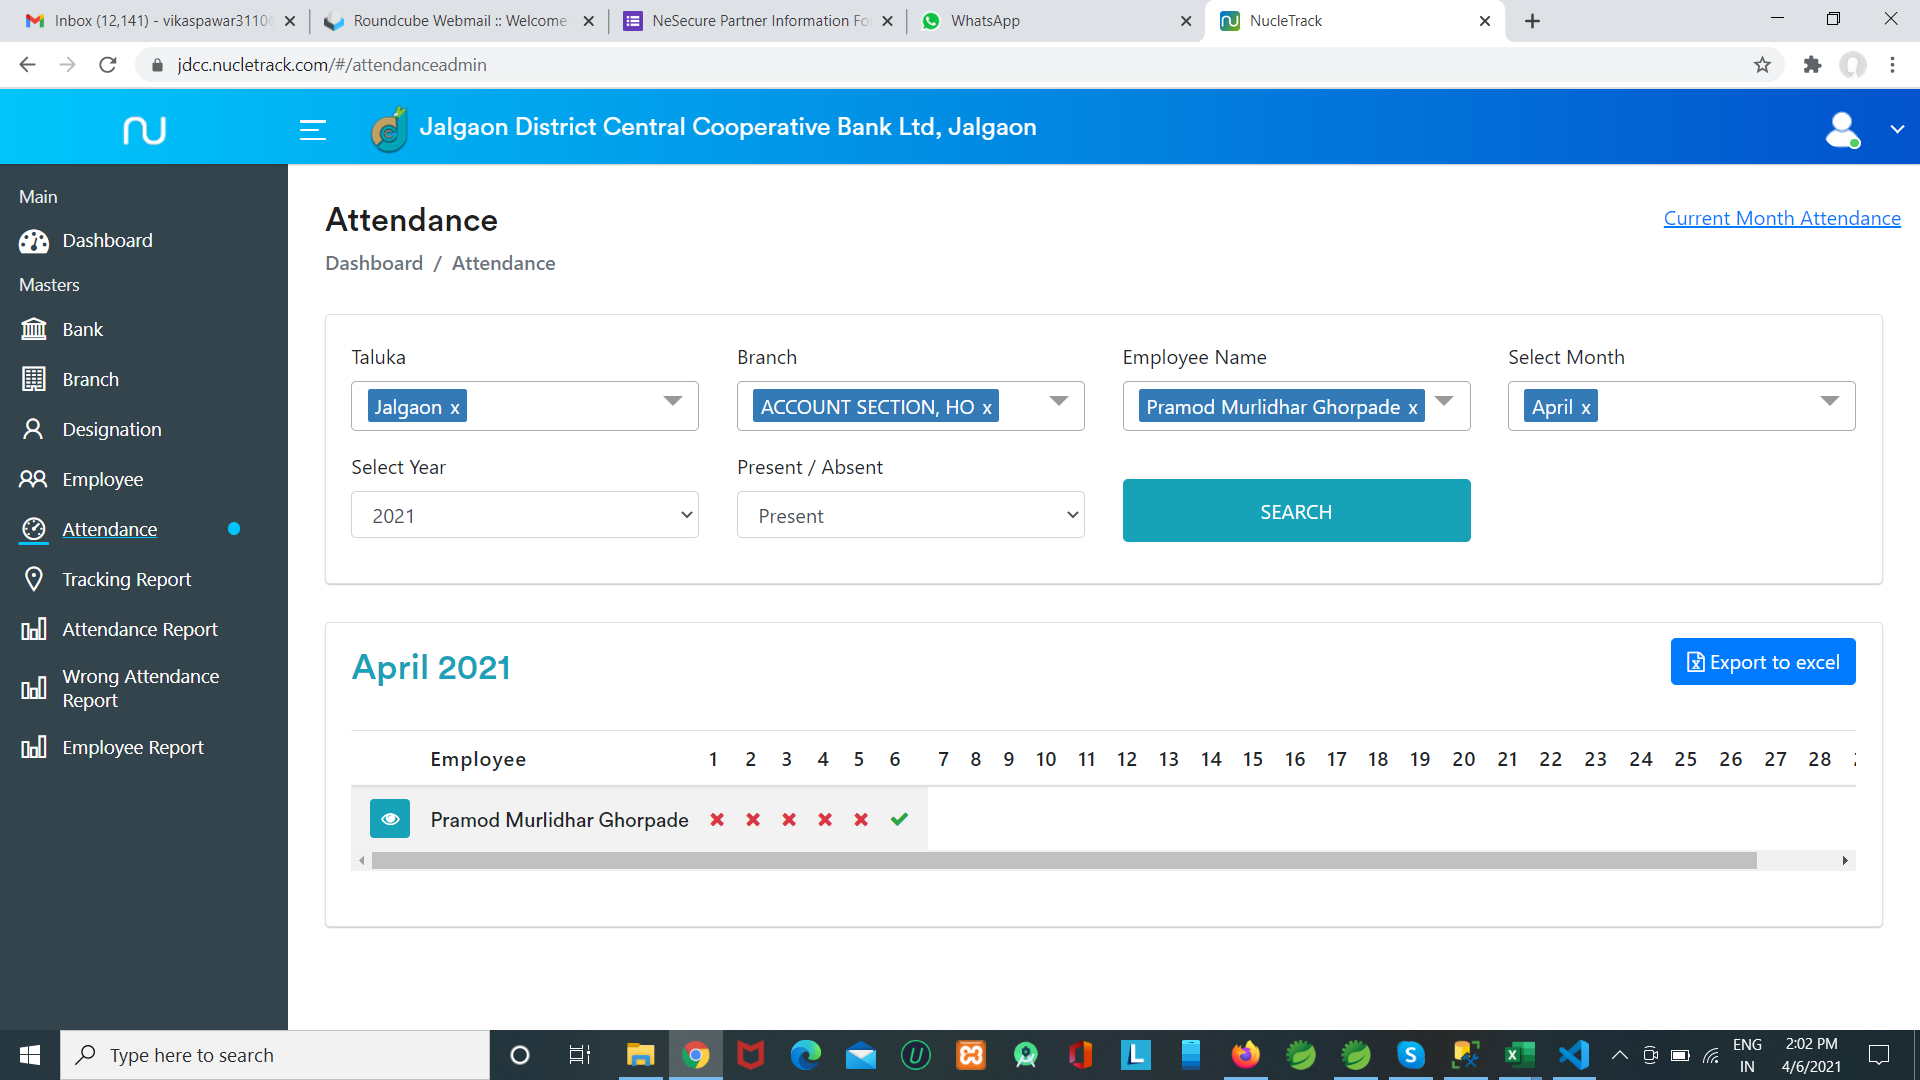 Inbox (12,141) - vikaspawar3110
Roundcube Webmail :: Welcome
NeSecure Partner Information Fo
WhatsApp
NucleTrack
jdcc.nucletrack.com/#/attendanceadmin
Jalgaon District Central Cooperative Bank Ltd, Jalgaon
Main
Dashboard
Masters
Bank
Branch
Designation
Employee
Attendance
Tracking Report
Attendance Report
Wrong Attendance
Report
Employee Report
Attendance
Current Month Attendance
Dashboard / Attendance
Taluka Branch Employee Name Select Month
Jalgaon x ACCOUNT SECTION, HO x Pramod Murlidhar Ghorpade x April x
Select Year Present / Absent
2021 Present SEARCH
April 2021
Export to excel
Employee 1 2 3 4 5 6 7 8 9 10 11 12 13 14 15 16 17 18 19 20 21 22 23 24 25 26 27 28
Pramod Murlidhar Ghorpade
Type here to search
ENG
IN
2:02 PM
4/6/2021